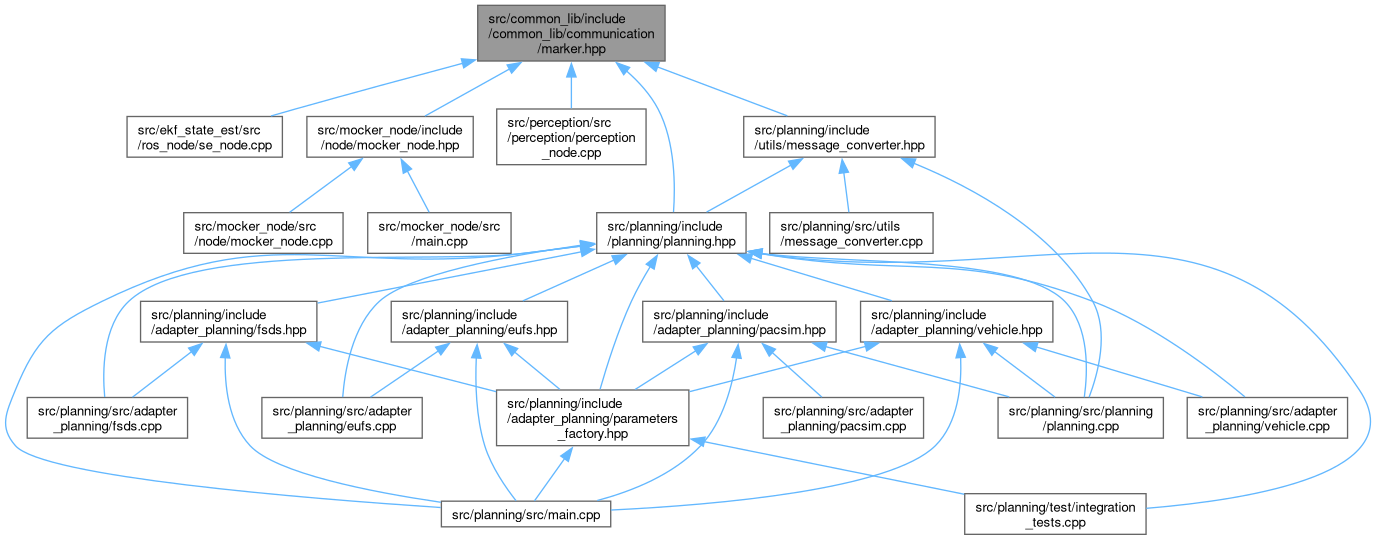 src/common_lib/include
/common_lib/communication
/marker.hpp
src/ekf_state_est/src
/ros_node/se_node.cpp
src/mocker_node/include
/node/mocker_node.hpp
src/perception/src
/perception/perception
_node.cpp
src/planning/include
/utils/message_converter.hpp
src/mocker_node/src
/node/mocker_node.cpp
src/mocker_node/src
/main.cpp
src/planning/include
/planning/planning.hpp
src/planning/src/utils
/message_converter.cpp
src/planning/include
/adapter_planning/fsds.hpp
src/planning/include
/adapter_planning/eufs.hpp
src/planning/include
/adapter_planning/pacsim.hpp
src/planning/include
/adapter_planning/vehicle.hpp
src/planning/src/adapter
_planning/fsds.cpp
src/planning/src/adapter
_planning/eufs.cpp
src/planning/include
/adapter_planning/parameters
_factory.hpp
src/planning/src/adapter
_planning/pacsim.cpp
src/planning/src/planning
/planning.cpp
src/planning/src/adapter
_planning/vehicle.cpp
src/planning/src/main.cpp
src/planning/test/integration
_tests.cpp